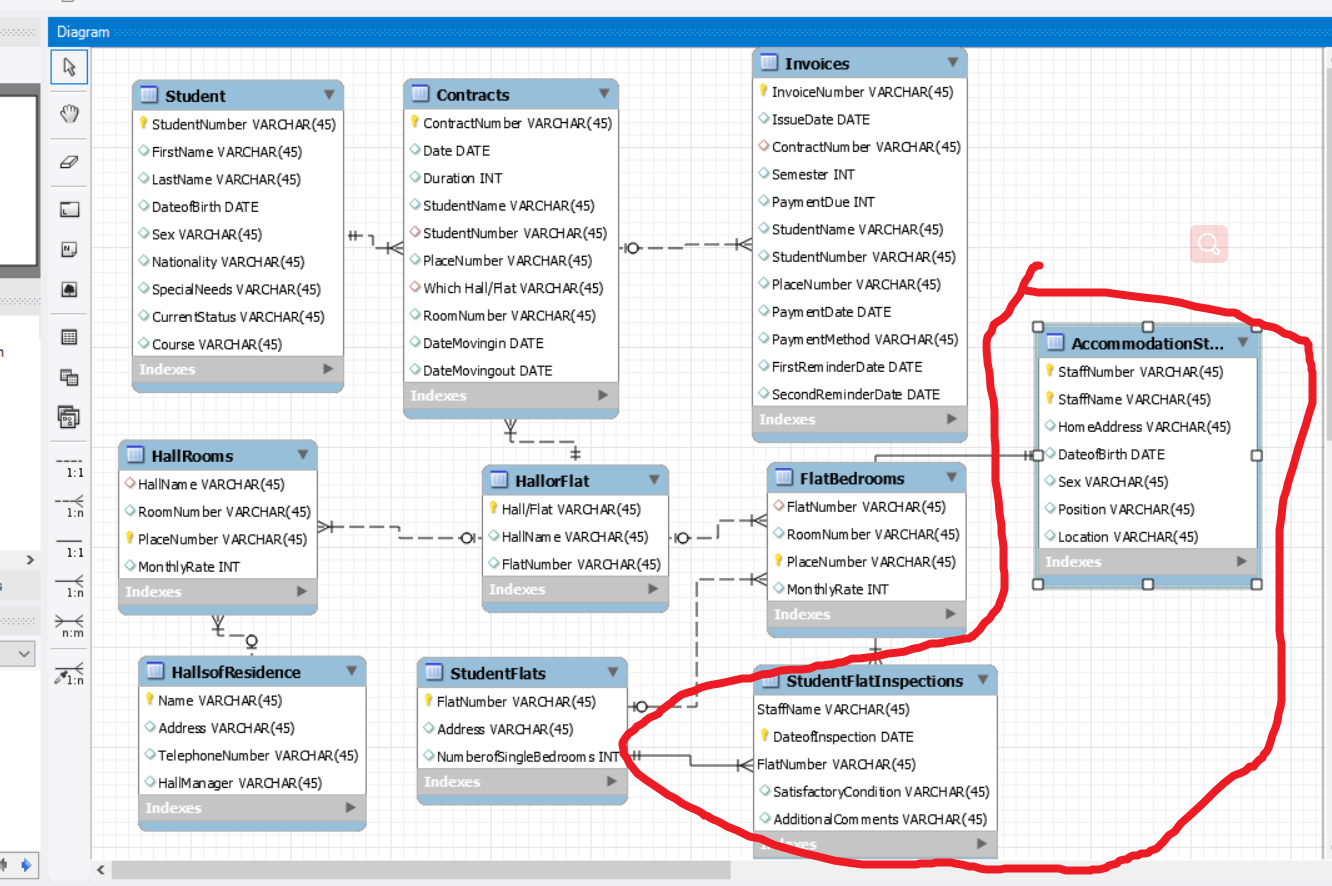 Diagram
Student
StudentNumber VARCHAR(45)
FirstName VARCHAR(45)
LastName VARCHAR(45)
DateofBirth DATE
Sex VARCHAR(45)
Nationality VARCHAR(45)
SpecialNeeds VARCHAR(45)
CurrentStatus VARCHAR(45)
Course VARCHAR(45)
Indexes
Contracts
ContractNumber VARCHAR(45)
Date DATE
Duration INT
StudentName VARCHAR(45)
StudentNumber VARCHAR(45)
PlaceNumber VARCHAR(45)
Which Hall/Flat VARCHAR(45)
RoomNumber VARCHAR(45)
DateMovingin DATE
DateMovingout DATE
Indexes
Invoices
InvoiceNumber VARCHAR(45)
IssueDate DATE
ContractNumber VARCHAR(45)
Semester INT
PaymentDue INT
StudentName VARCHAR(45)
StudentNumber VARCHAR(45)
PlaceNumber VARCHAR(45)
PaymentDate DATE
PaymentMethod VARCHAR(45)
FirstReminderDate DATE
SecondReminderDate DATE
Indexes
AccommodationSt...
StaffNumber VARCHAR(45)
StaffName VARCHAR(45)
HomeAddress VARCHAR(45)
DateofBirth DATE
Sex VARCHAR(45)
Position VARCHAR(45)
Location VARCHAR(45)
Indexes
HallRooms
HallName VARCHAR(45)
RoomNumber VARCHAR(45)
PlaceNumber VARCHAR(45)
MonthlyRate INT
Indexes
HallorFlat
Hall/Flat VARCHAR(45)
HallName VARCHAR(45)
FlatNumber VARCHAR(45)
Indexes
FlatBedrooms
FlatNumber VARCHAR(45)
RoomNumber VARCHAR(45)
PlaceNumber VARCHAR(45)
MonthlyRate INT
Indexes
HallsofResidence
Name VARCHAR(45)
Address VARCHAR(45)
TelephoneNumber VARCHAR(45)
HallManager VARCHAR(45)
Indexes
StudentFlats
FlatNumber VARCHAR(45)
Address VARCHAR(45)
NumberofSingleBedrooms INT
Indexes
StudentFlatInspections
StaffName VARCHAR(45)
DateofInspection DATE
FlatNumber VARCHAR(45)
SatisfactoryCondition VARCHAR(45)
AdditionalComments VARCHAR(45)
1:1
1:n
1:1
1:n
n:m
1:n